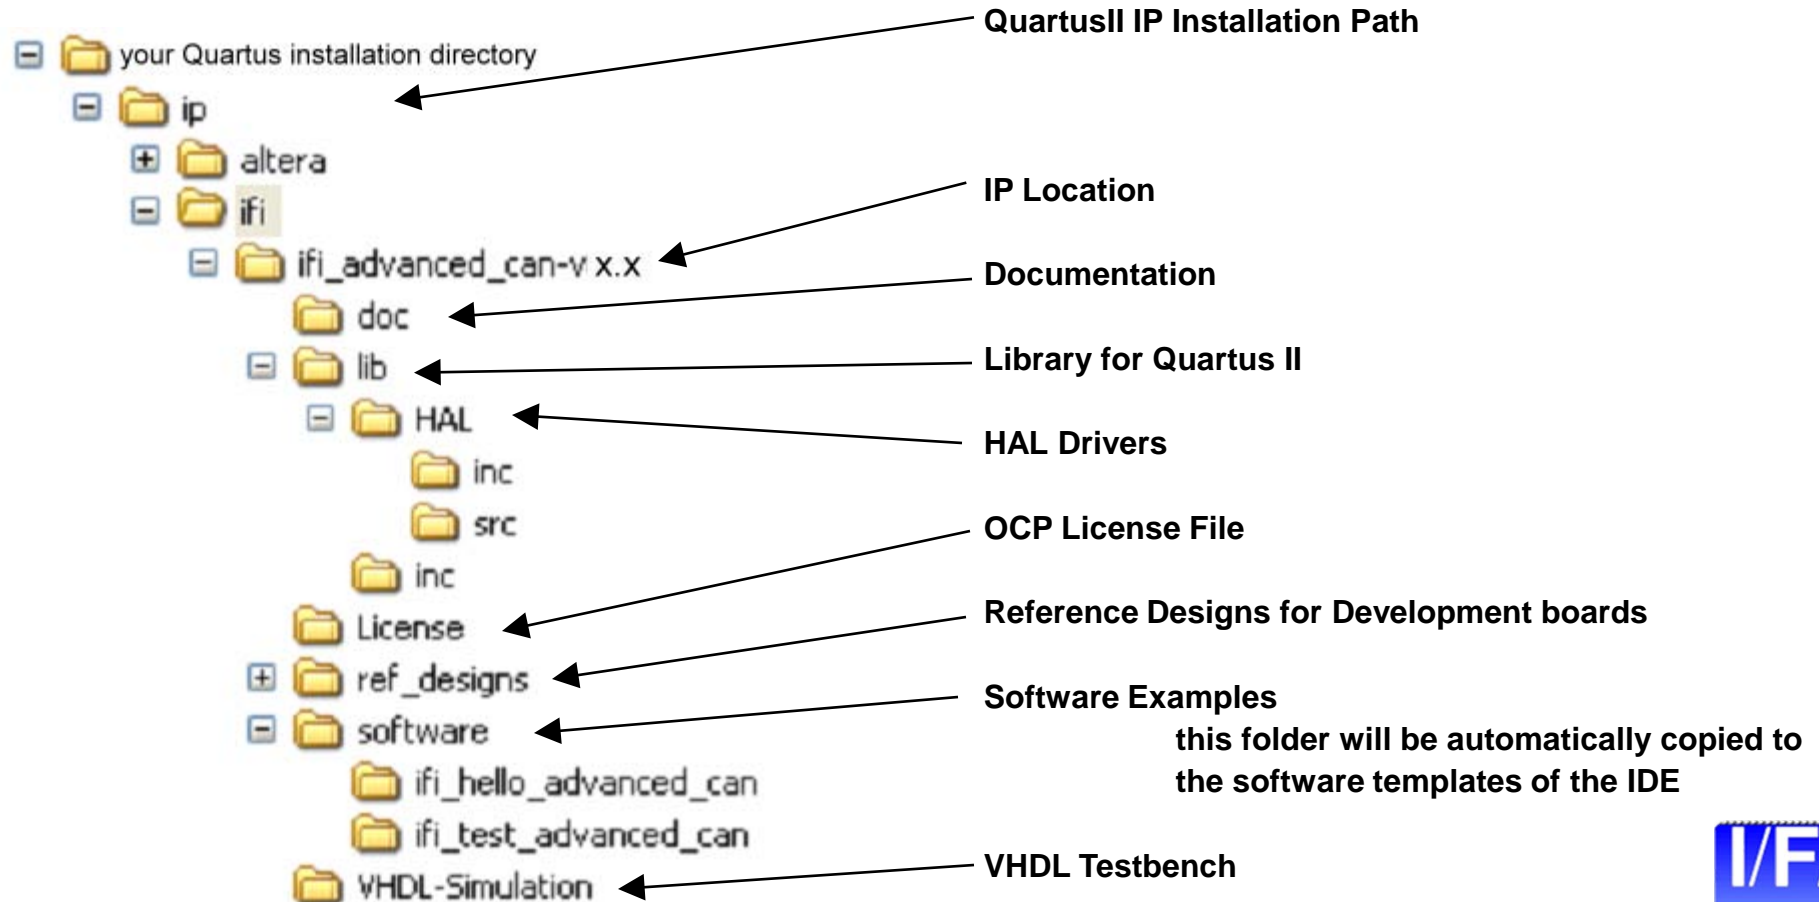 QuartusII IP Installation Path
your Quartus installation directory
ip
altera
ifi
IP Location
ifi_advanced_can-v x.x
Documentation
doc
Library for Quartus II
lib
HAL
HAL Drivers
inc
src
OCP License File
inc
Reference Designs for Development boards
License
ref_designs
Software Examples
software
this folder will be automatically copied to
the software templates of the IDE
ifi_hello_advanced_can
ifi_test_advanced_can
VHDL Testbench
VHDL-Simulation
I/F